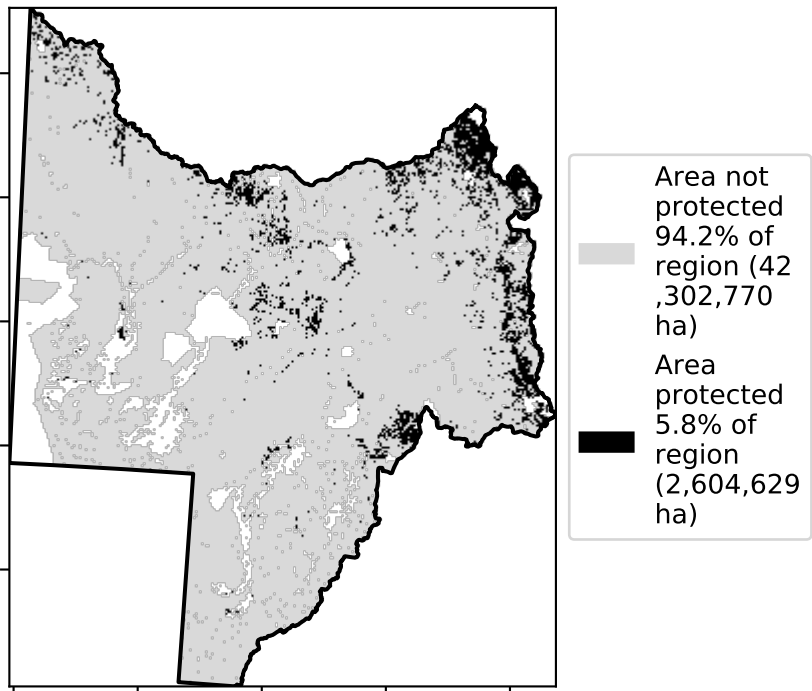 Area not
protected
94.2% of
region (42
,302,770
ha)
Area
protected
5.8% of
region
(2,604,629
ha)